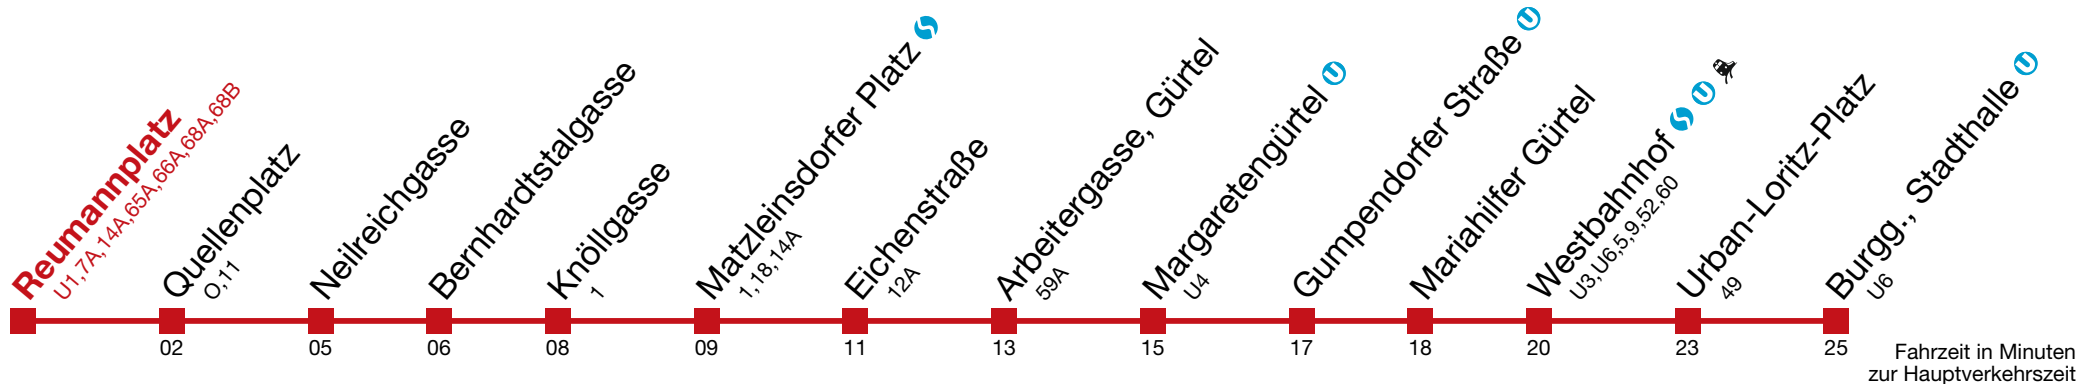 Reumannplatz
U1,7A,14A,65A,66A,68A,68B
Quellenplatz
O,11
Neilreichgasse
Bernhardtstalgasse
Knöllgasse
1
Matzleinsdorfer Platz
1,18,14A
Eichenstraße
12A
Arbeitergasse, Gürtel
59A
Margaretengürtel
U4
Gumpendorfer Straße
Mariahilfer Gürtel
Westbahnhof
U3,U6,5,9,52,60
Urban-Loritz-Platz
49
Burgg., Stadthalle
U6
02
05
06
08
09
11
13
15
17
18
20
23
25
Fahrzeit in Minuten
zur Hauptverkehrszeit